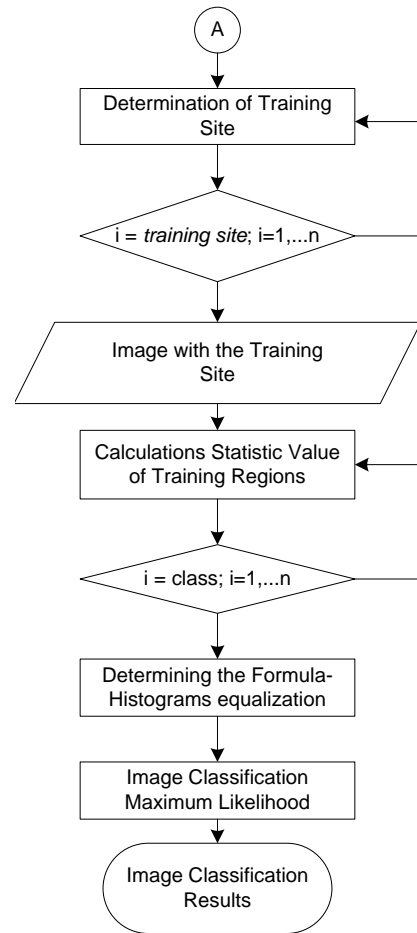 A
Determination of Training
Site
i = training site; i=1,...n
Image with the Training
Site
Calculations Statistic Value
of Training Regions
i = class; i=1,...n
Determining the Formula-
Histograms equalization
Image Classification
Maximum Likelihood
Image Classification
Results